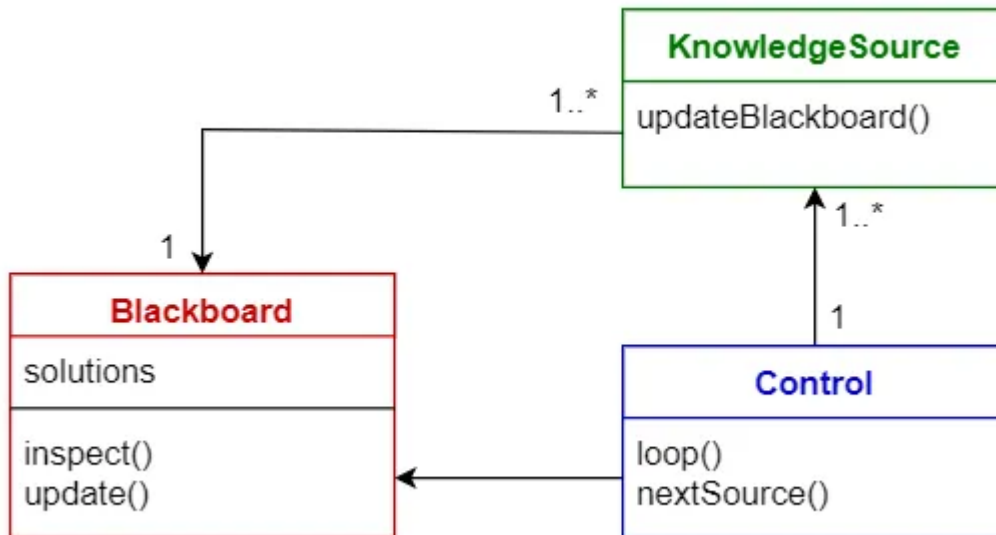 KnowledgeSource
1..*
updateBlackboard()
1..*
1
Blackboard
1
solutions
Control
inspect()
loop()
update()
nextSource()